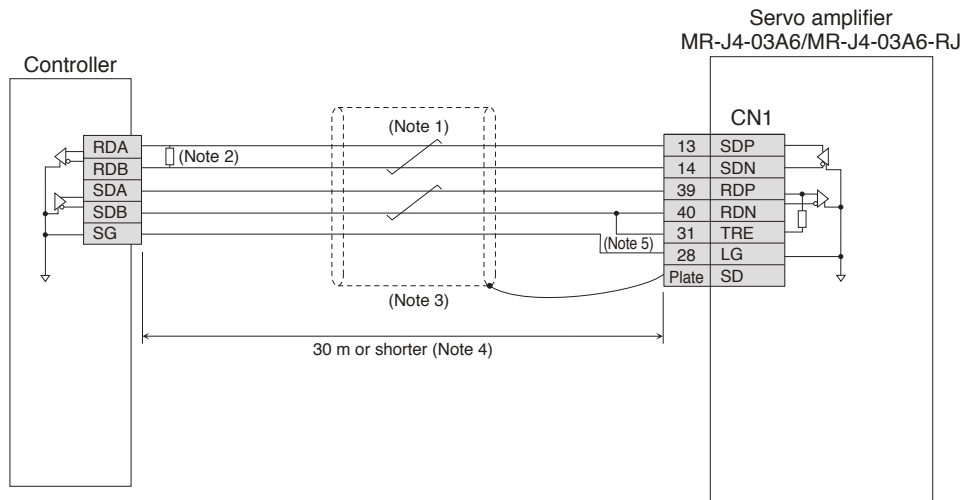 Servo amplifier
MR-J4-03A6/MR-J4-03A6-RJ
Controller
CN1
(Note 1)
RDA
(Note 2)
13 SDP
RDB
14 SDN
SDA
39 RDP
SDB
40 RDN
SG
31 TRE
(Note 5)
28 LG
Plate SD
(Note 3)
30 m or shorter (Note 4)